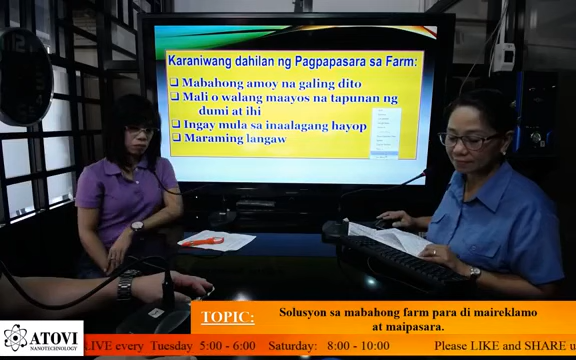 Karaniwang dahilan ng Pagpapasara sa Farm:
Mabahong amoy na galing dito
Mali o walang maayos na tapunan ng
dumi at ihi
Ingay mula sa inaalagang hayop
Maraming langaw
TOPIC:
Solusyon sa mabahong farm para di maireklamo
at maipasara.
ATOVI
NANOTECHNOLOGY
LIVE every Tuesday 5:00 - 6:00 Saturday: 8:00 - 10:00 Please LIKE and SHARE u